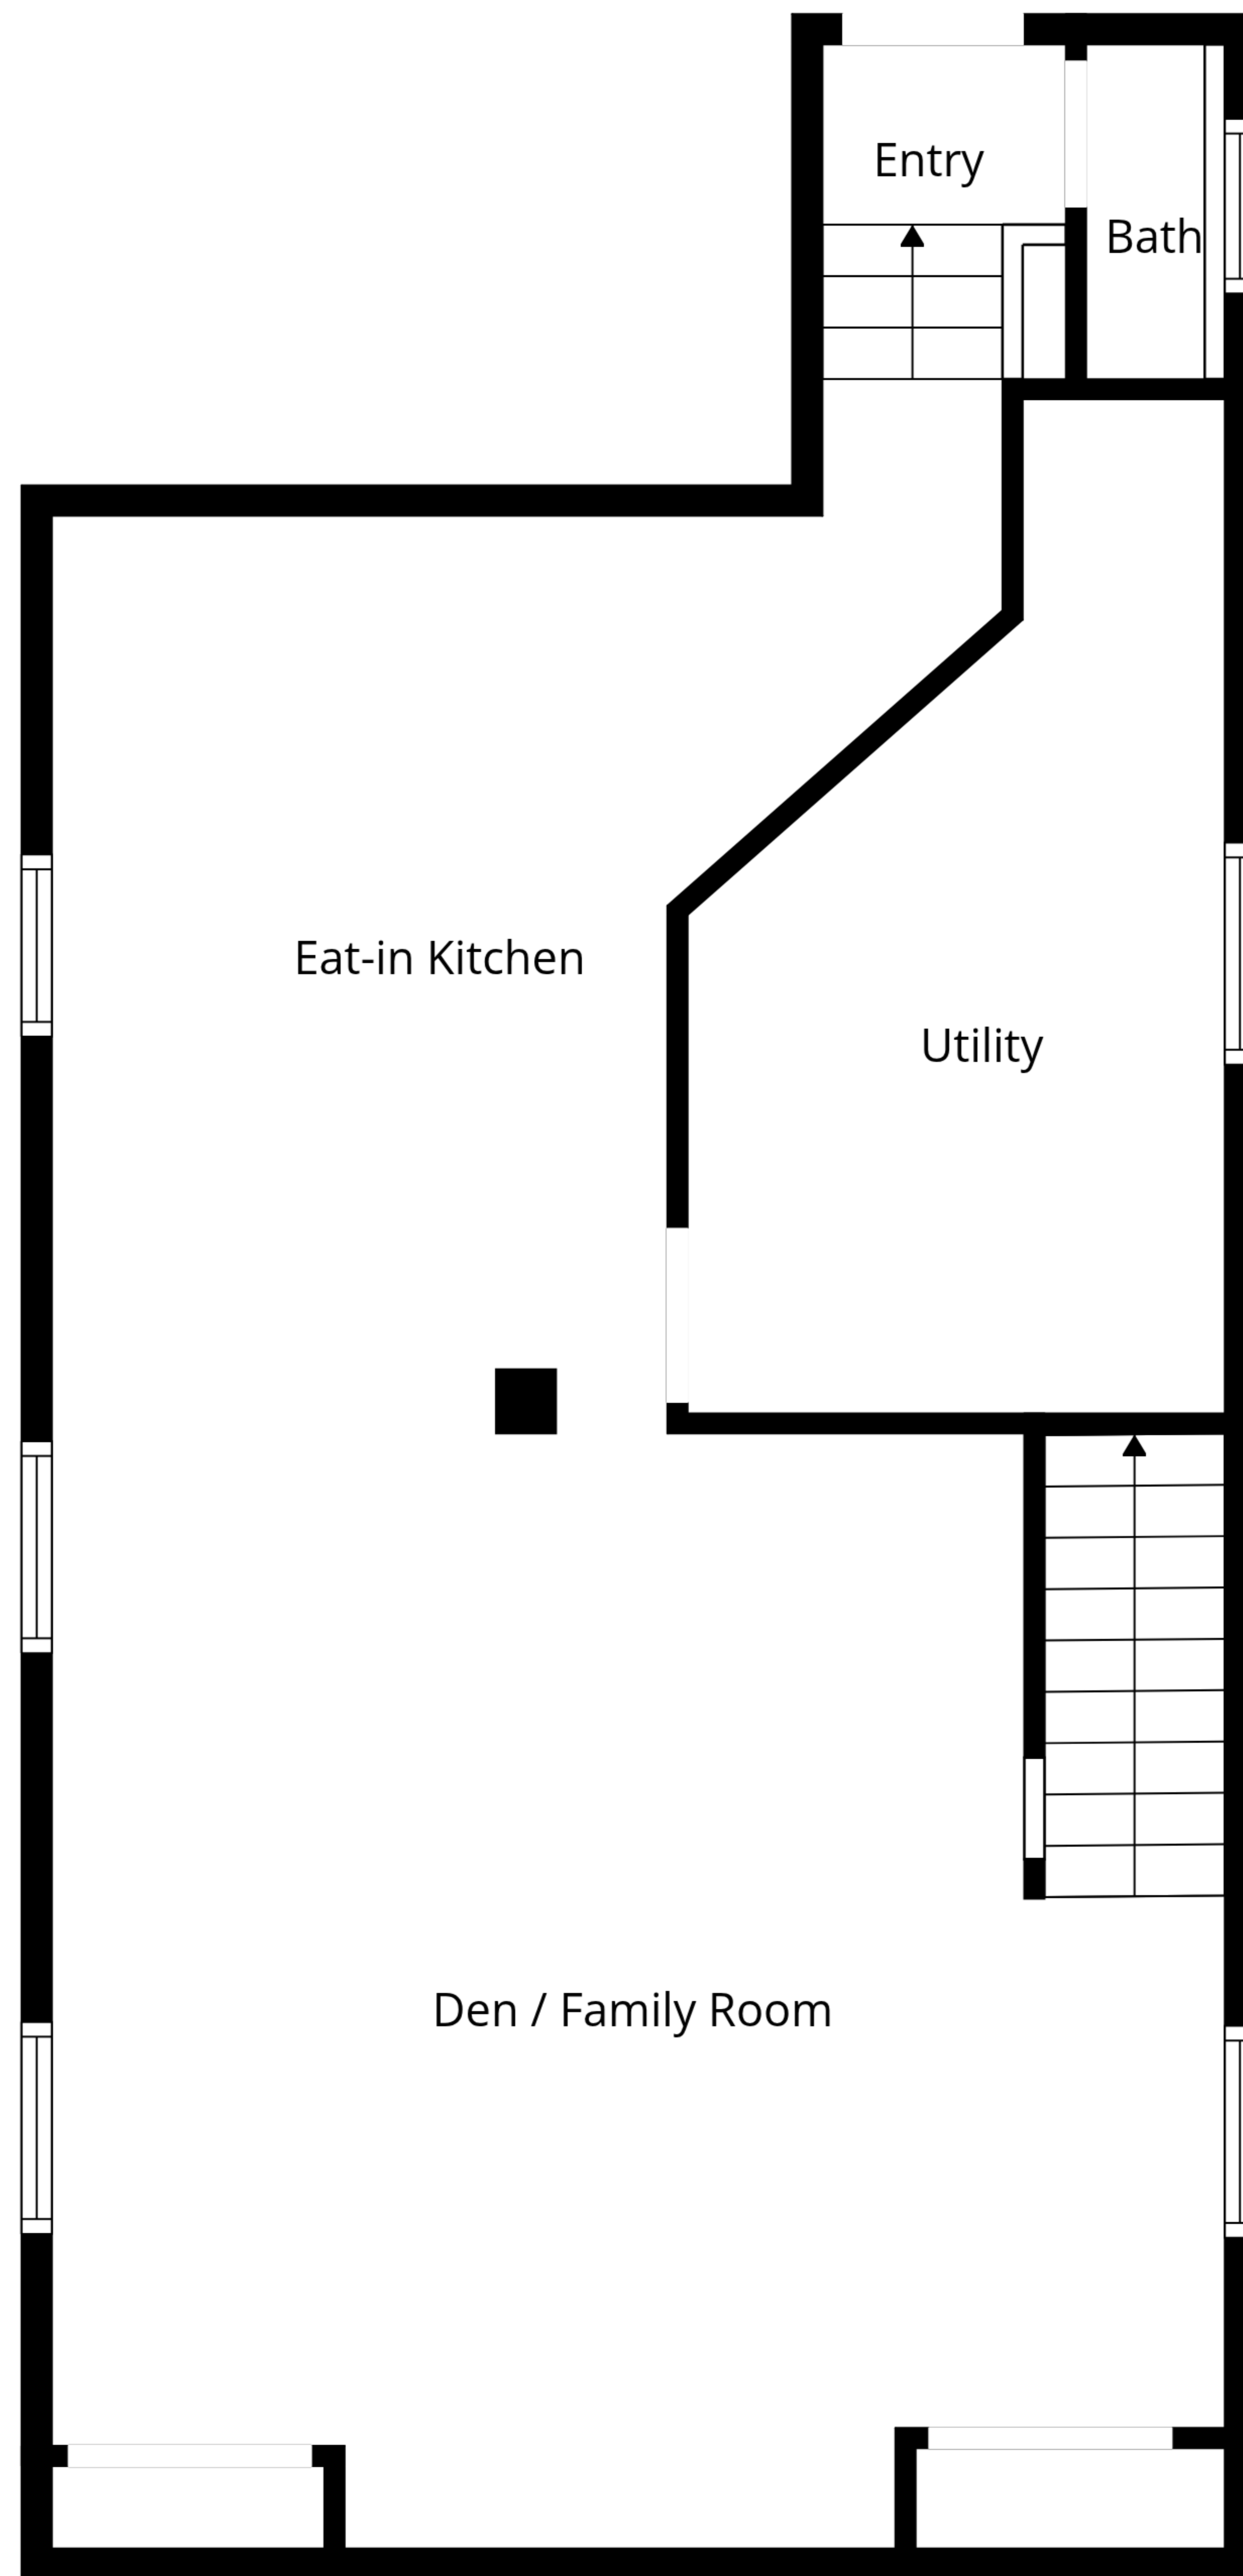 Entry
Bath
Eat-in Kitchen
Utility
Den / Family Room